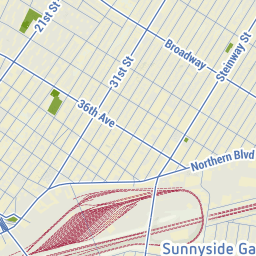 21st St
Broadway
Steinway St
31st St
36th Ave
Northern Blvd
Sunnyside Ga